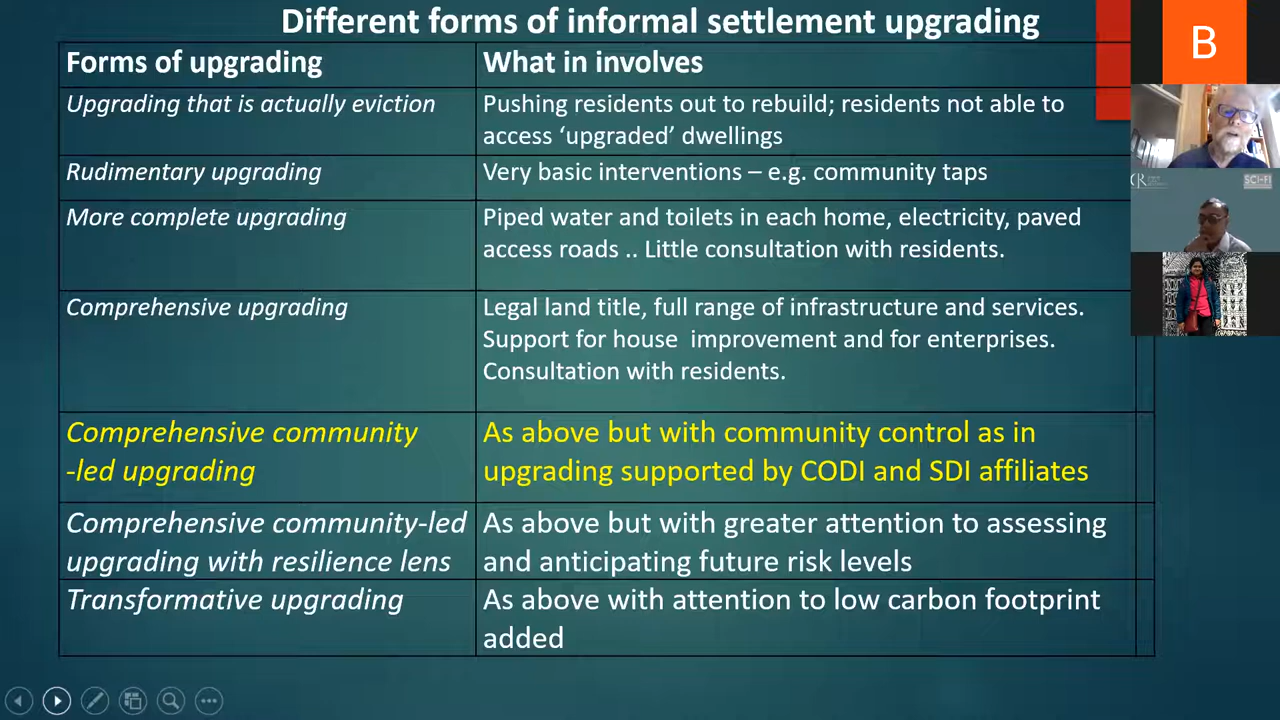 Different forms of informal settlement upgrading
B
Forms of upgrading
What in involves
Upgrading that is actually eviction
Pushing residents out to rebuild; residents not able to
access ‘upgraded’ dwellings
Rudimentary upgrading
Very basic interventions – e.g. community taps
More complete upgrading
Piped water and toilets in each home, electricity, paved
access roads .. Little consultation with residents.
Comprehensive upgrading
Legal land title, full range of infrastructure and services.
Support for house improvement and for enterprises.
Consultation with residents.
Comprehensive community
-led upgrading
As above but with community control as in
upgrading supported by CODI and SDI affiliates
Comprehensive community-led
upgrading with resilience lens
As above but with greater attention to assessing
and anticipating future risk levels
Transformative upgrading
As above with attention to low carbon footprint
added
SCI-FI